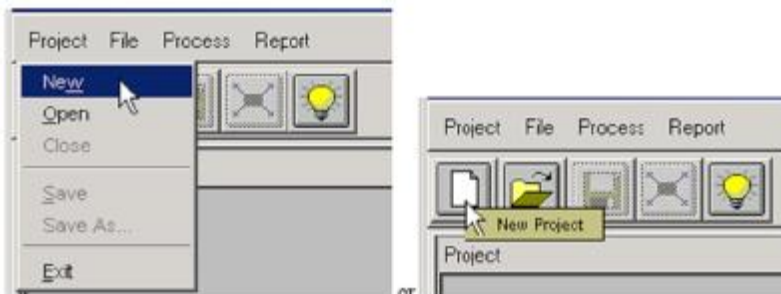 Project File Process Report
New
Open
Close
Save
Save As...
Exit
or
Project File Process Report
New Project
Project